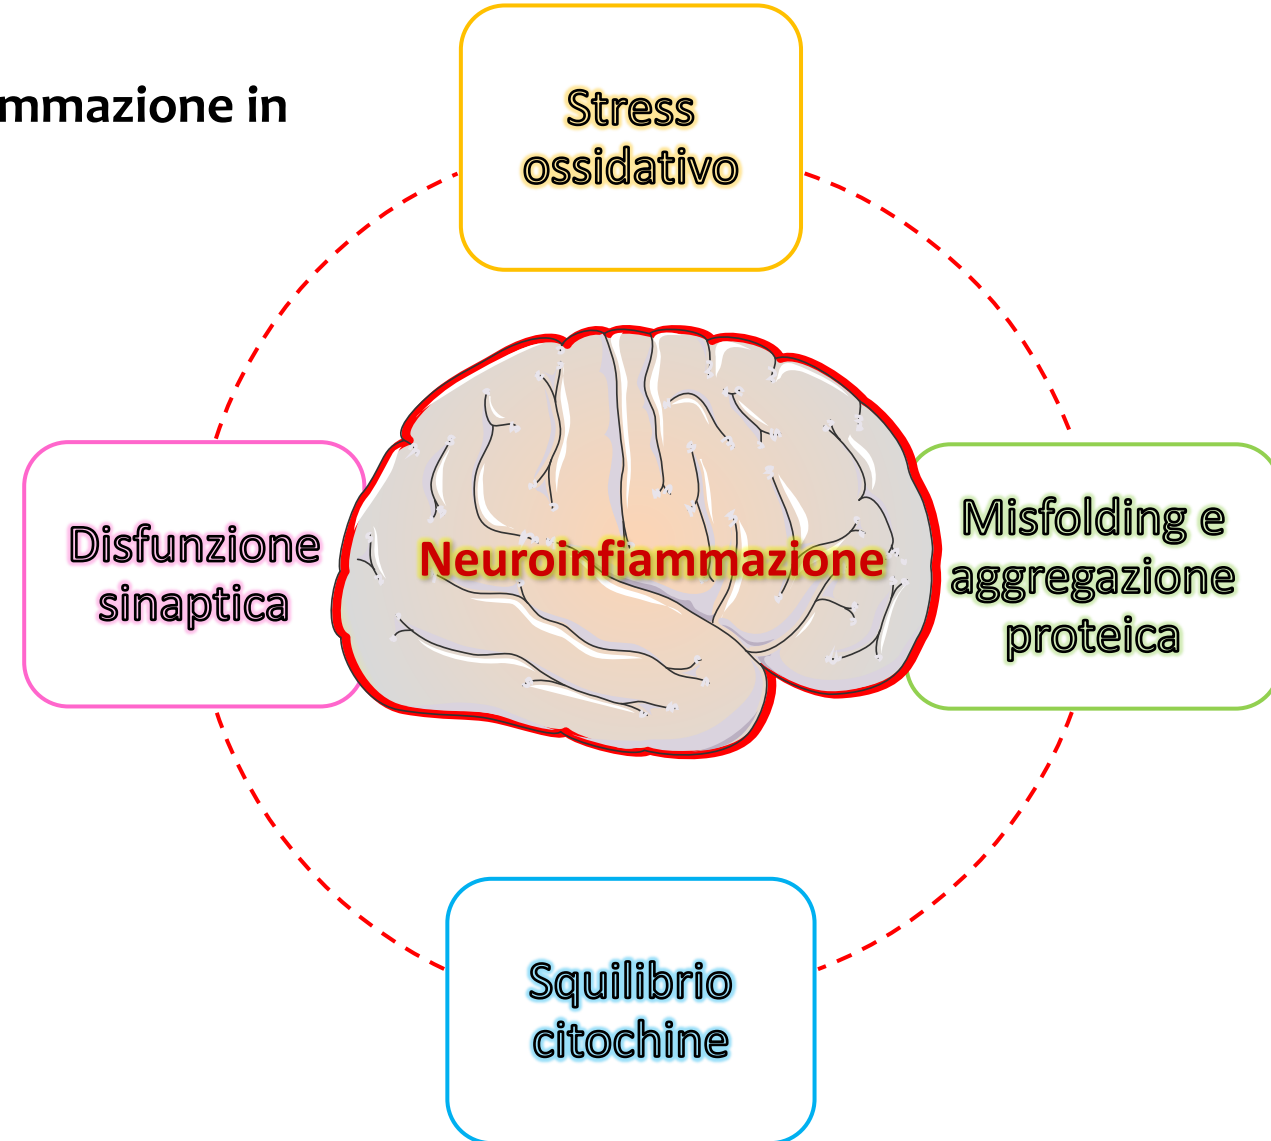 mmazione in
Stress
ossidativo
Disfunzione
sinaptica
Neuroinfiammazione
Misfolding e
aggregazione
proteica
Squilibrio
citochine